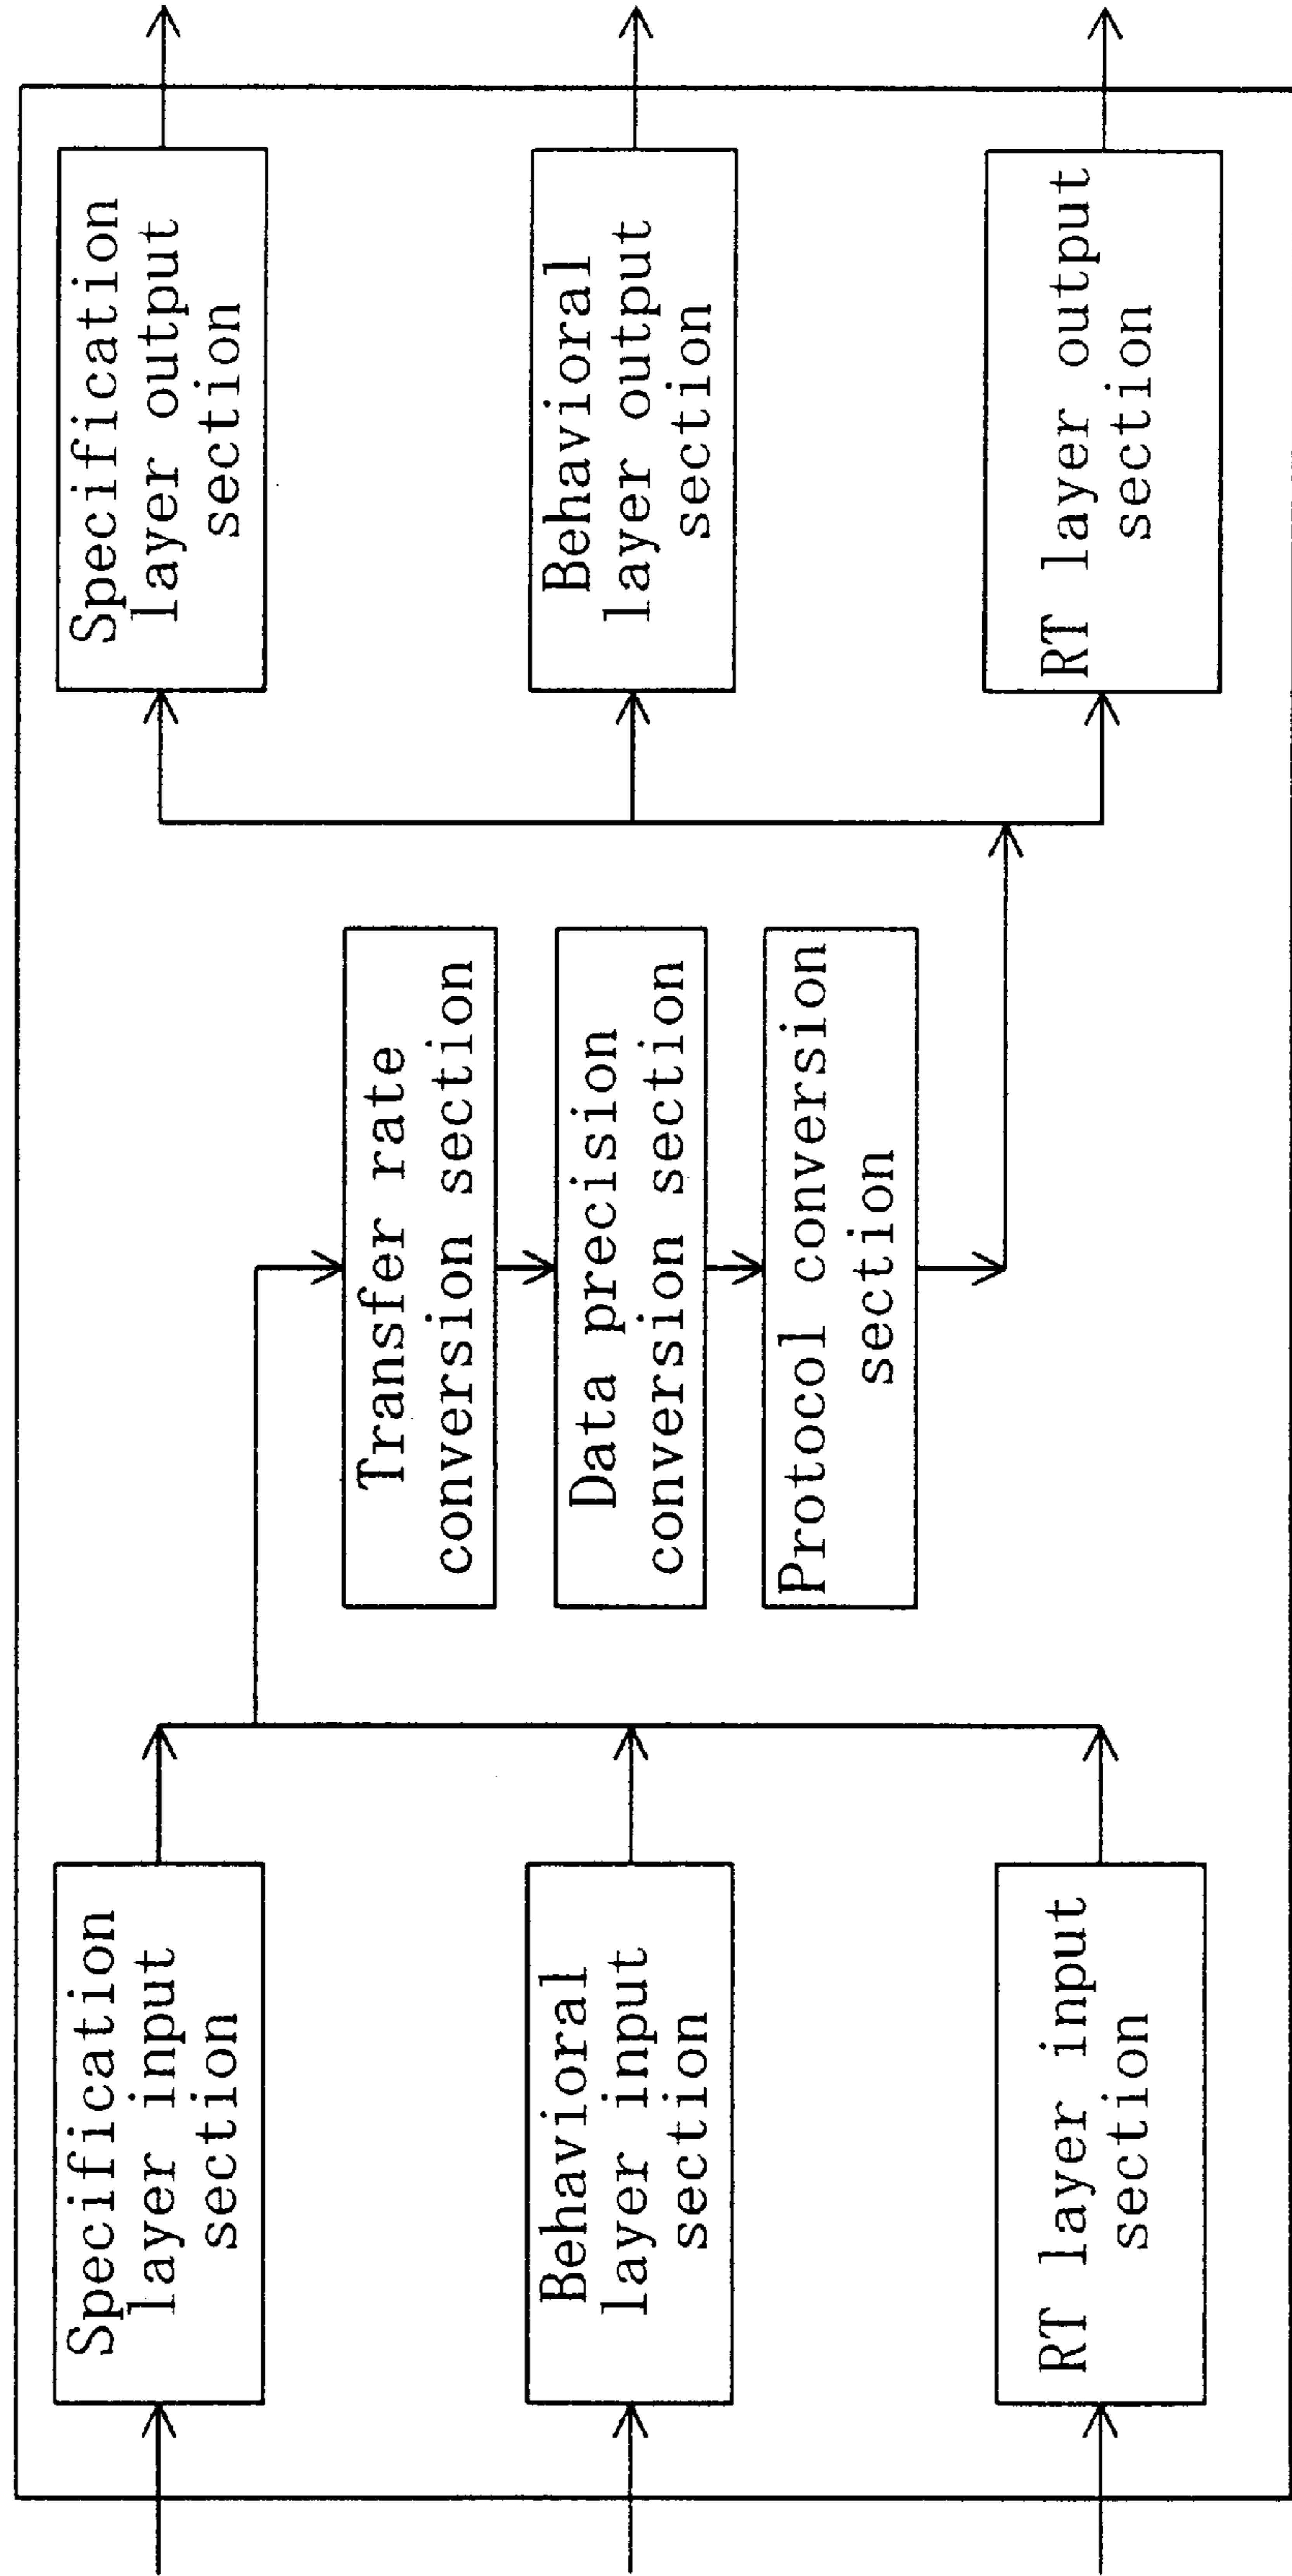 Specification
layer input
section
Behavioral
layer input
section
RT layer input
section
Transfer rate
conversion section
Data precision
conversion section
Protocol conversion
section
Specification
layer output
section
Behavioral
layer output
section
RT layer output
section